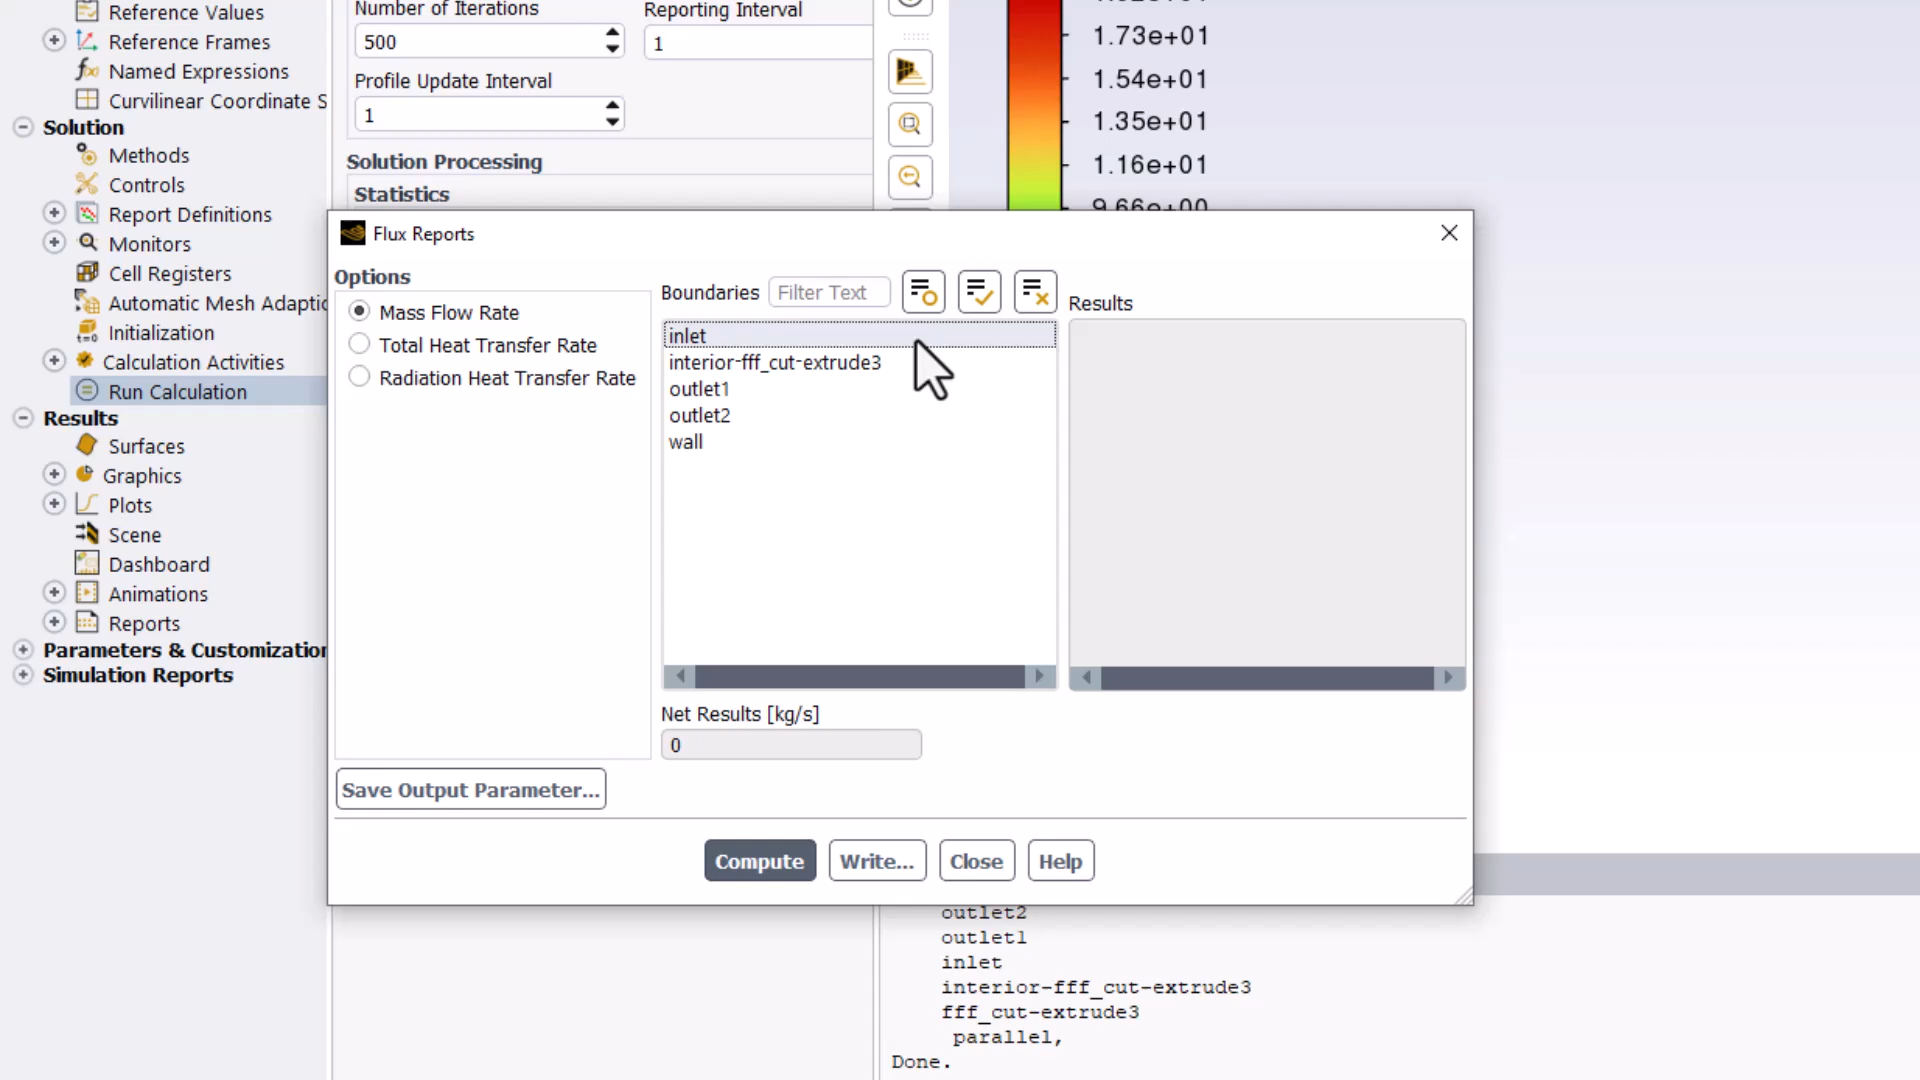 Reference Values
Reference Frames
Named Expressions
Curvilinear Coordinate S
Solution
Methods
Controls
Report Definitions
Monitors
Cell Registers
Automatic Mesh Adaptic
Initialization
Calculation Activities
Run Calculation
Results
Surfaces
Graphics
Plots
Scene
Dashboard
Animations
Reports
Parameters & Customization
Simulation Reports
Number of Iterations
500
Reporting Interval
1
Profile Update Interval
1
Solution Processing
Statistics
1.73e+01
1.54e+01
1.35e+01
1.16e+01
9.66e+00
Flux Reports
Options
Mass Flow Rate
Total Heat Transfer Rate
Radiation Heat Transfer Rate
Boundaries
Filter Text
inlet
interior-fff_cut-extrude3
outlet1
outlet2
wall
Results
Net Results [kg/s]
0
Save Output Parameter...
Compute
Write...
Close
Help
outlet2
outlet1
inlet
interior-fff_cut-extrude3
fff_cut-extrude3
parallel,
Done.